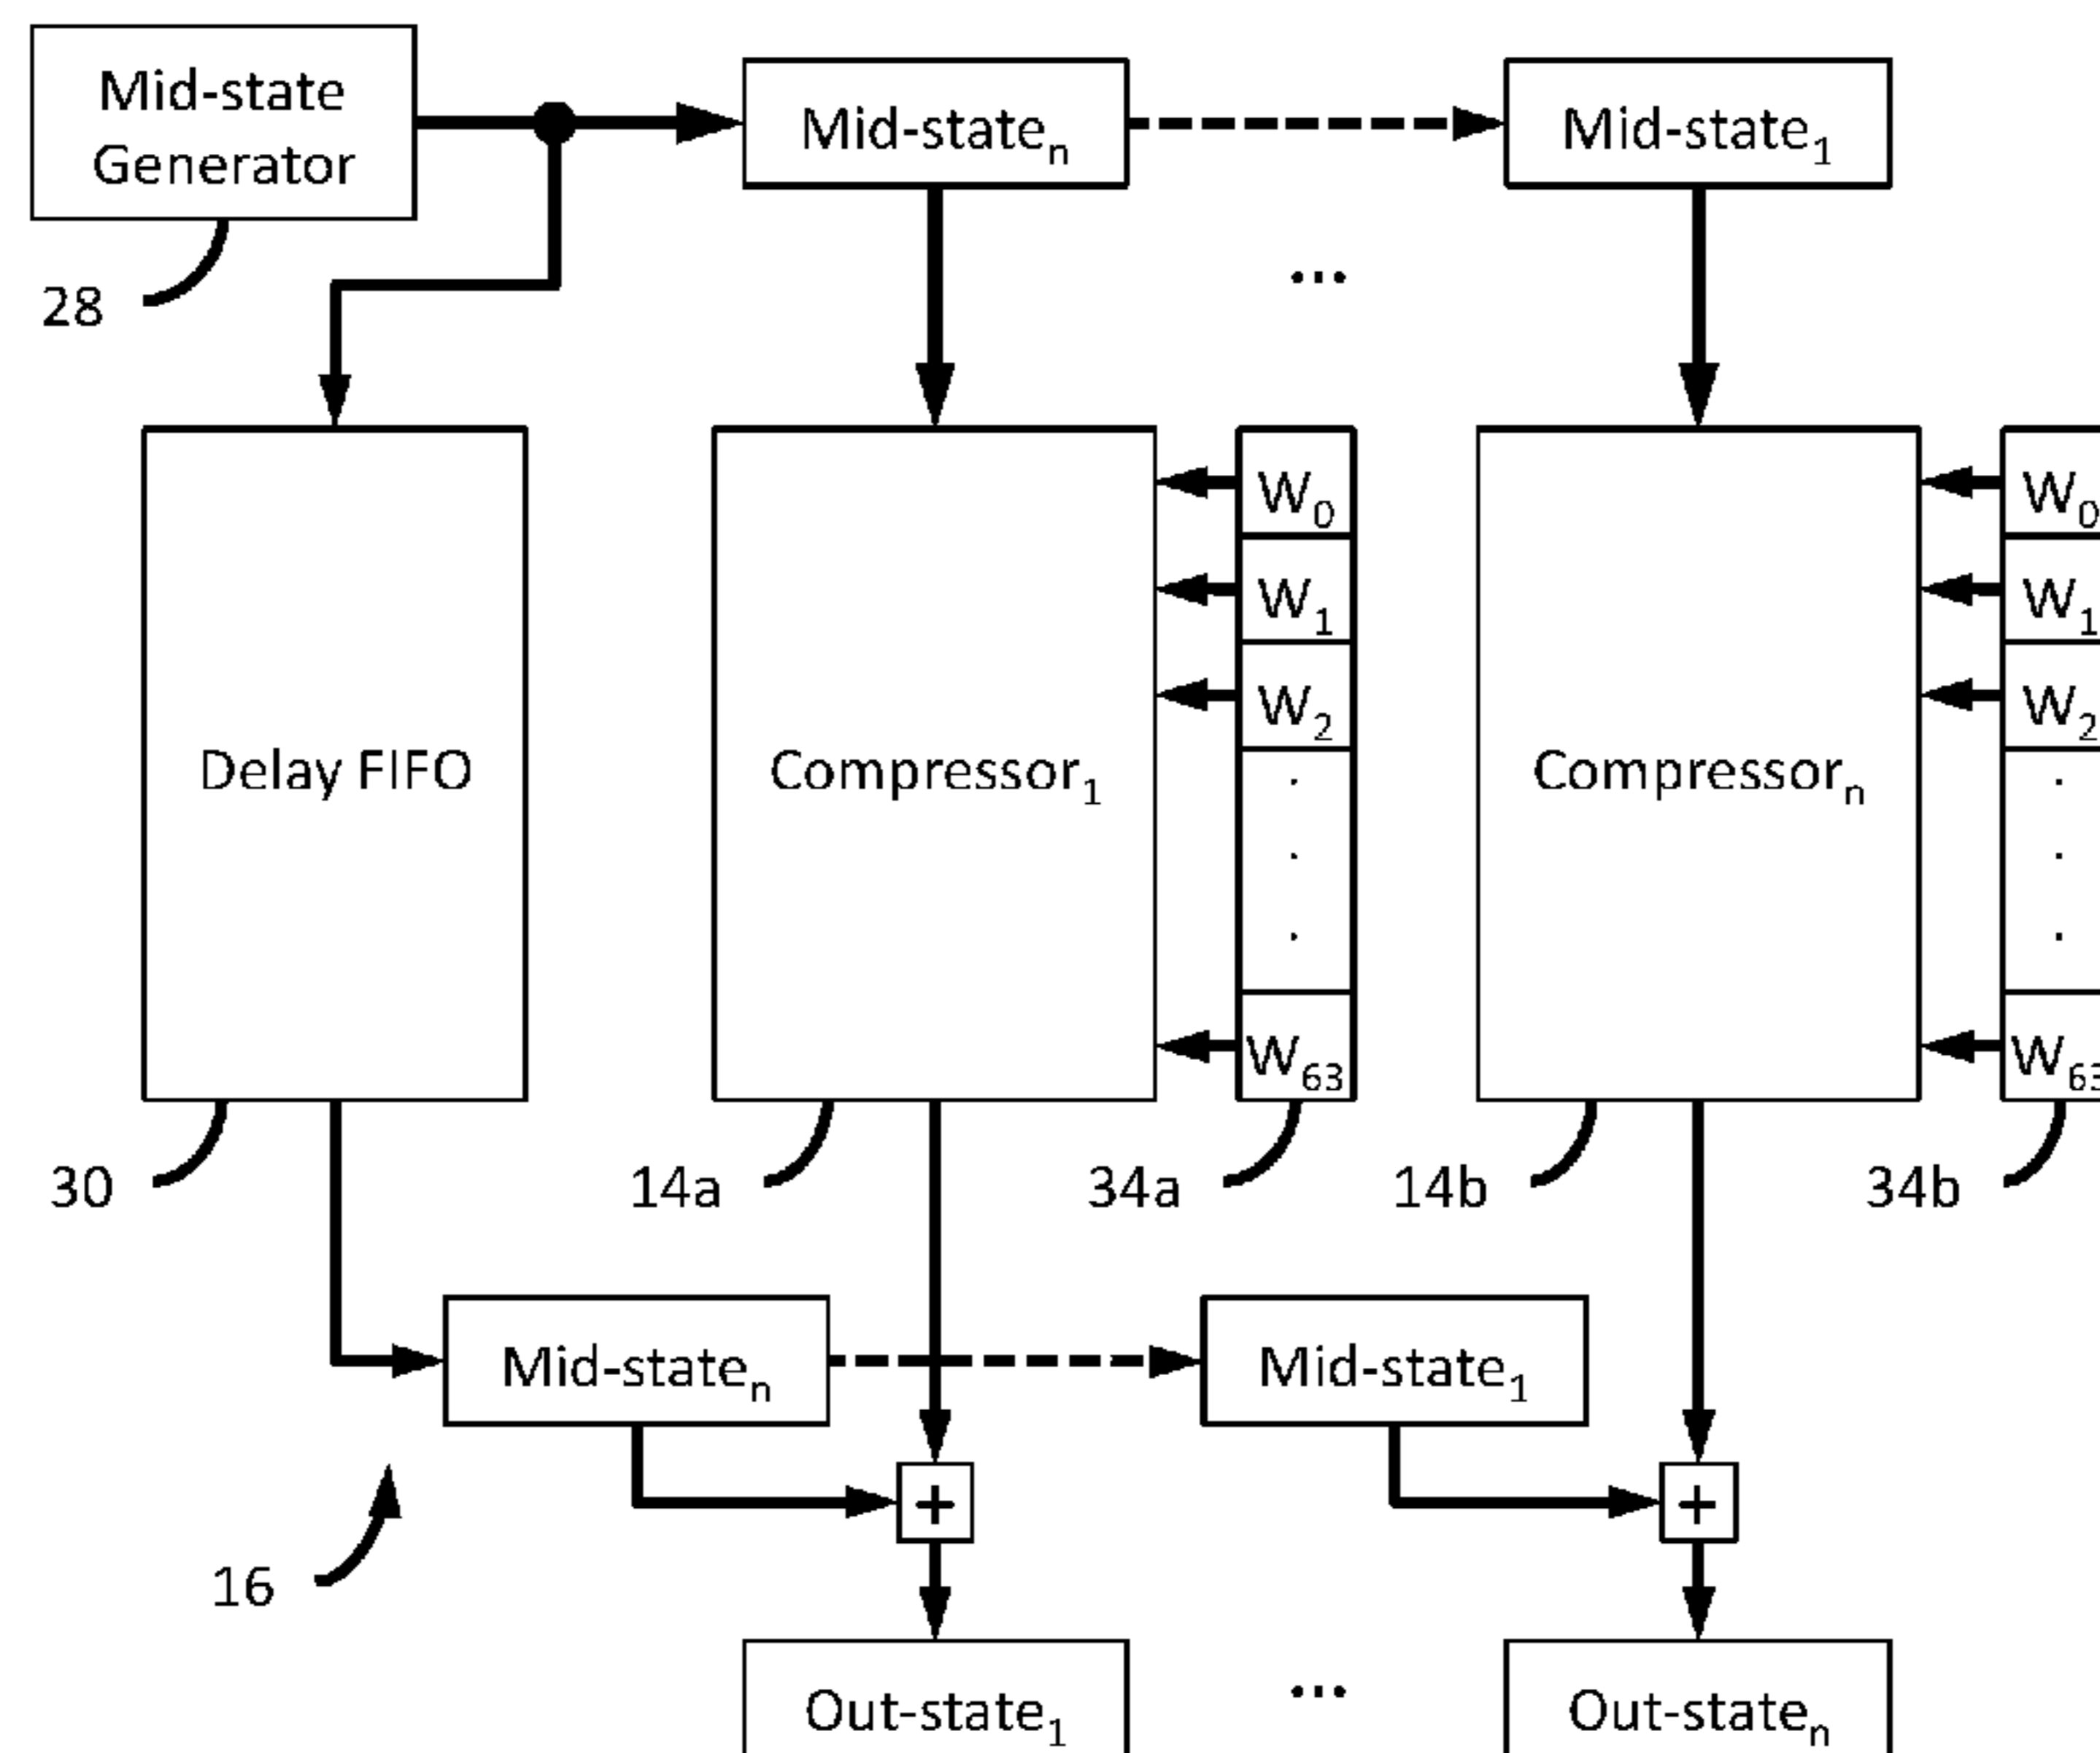 Mid-state
Generator
Mid-stateₙ
Mid-state₁
28
...
Delay FIFO
Compressor₁
W₀
W₁
W₂
.
.
.
W₆₃
Compressorₙ
W₀
W₁
W₂
.
.
.
W₆₃
30
14a
34a
14b
34b
Mid-stateₙ
Mid-state₁
+
+
16
Out-state₁
...
Out-stateₙ